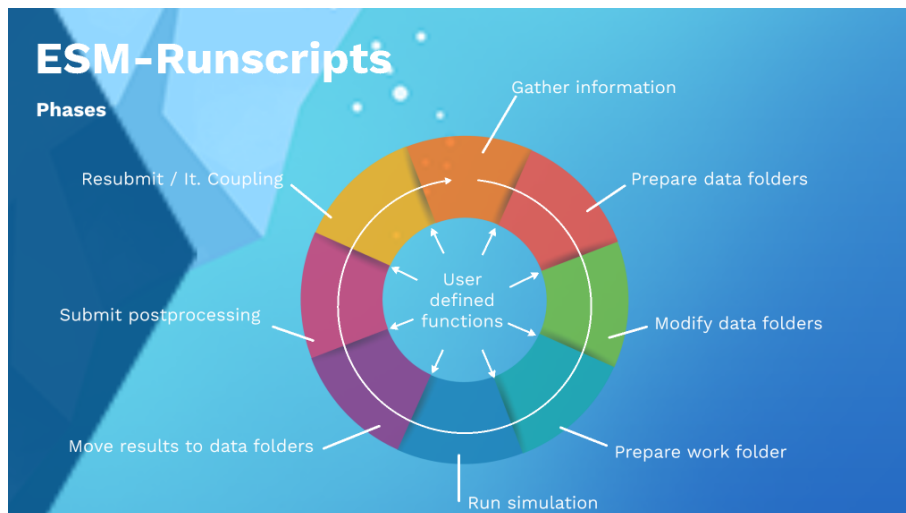 ESM-Runscripts
Phases
Gather information
Prepare data folders
Modify data folders
Prepare work folder
Run simulation
Move results to data folders
Submit postprocessing
Resubmit / It. Coupling
User
defined
functions